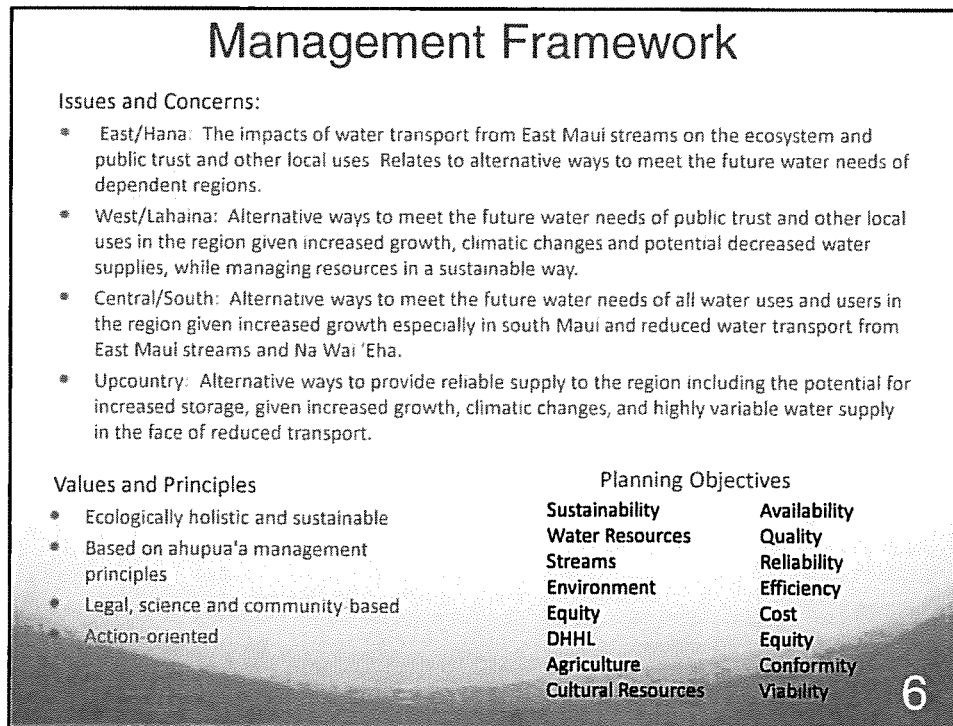 Management Framework
Issues and Concerns:
• East/Hana: The impacts of water transport from East Maui streams on the ecosystem and
public trust and other local uses Relates to alternative ways to meet the future water needs of
dependent regions.
• West/Lahaina: Alternative ways to meet the future water needs of public trust and other local
uses in the region given increased growth, climatic changes and potential decreased water
supplies, while managing resources in a sustainable way.
• Central/South: Alternative ways to meet the future water needs of all water uses and users in
the region given increased growth especially in south Maui and reduced water transport from
East Maui streams and Na Wai 'Eha.
• Upcountry: Alternative ways to provide reliable supply to the region including the potential for
increased storage, given increased growth, climatic changes, and highly variable water supply
in the face of reduced transport.
Values and Principles
• Ecologically holistic and sustainable
• Based on ahupua'a management
principles
• Legal, science and community based
• Action-oriented
Planning Objectives
Sustainability
Water Resources
Streams
Environment
Equity
DHHL
Agriculture
Cultural Resources
Availability
Quality
Reliability
Efficiency
Cost
Equity
Conformity
Viability
6